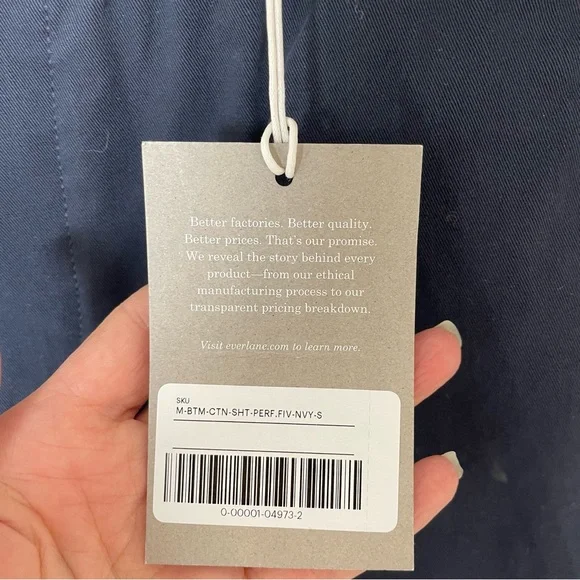 Better factories. Better quality.
Better prices. That's our promise.
We reveal the story behind every
product—from our ethical
manufacturing process to our
transparent pricing breakdown.
Visit everlane.com to learn more.
SKU
M-BTM-CTN-SHT-PERF.FIV-NVY-S
0-00001-04973-2